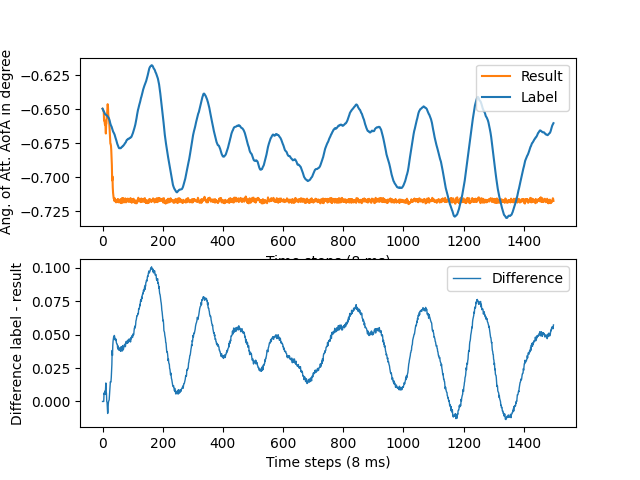 Ang. of Att. AofA in degree
−0.625
−0.650
−0.675
−0.700
−0.725
Result
Label
0 200 400 600 800 1000 1200 1400
Time steps (8 ms)
Difference label - result
0.100
0.075
0.050
0.025
0.000
Difference
0 200 400 600 800 1000 1200 1400
Time steps (8 ms)